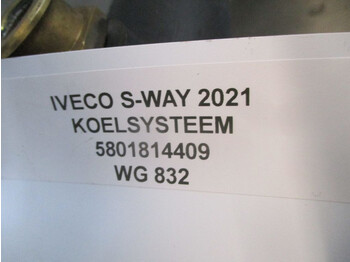 IVECO S-WAY 2021
KOELSYSTEEM
5801814409
WG 832